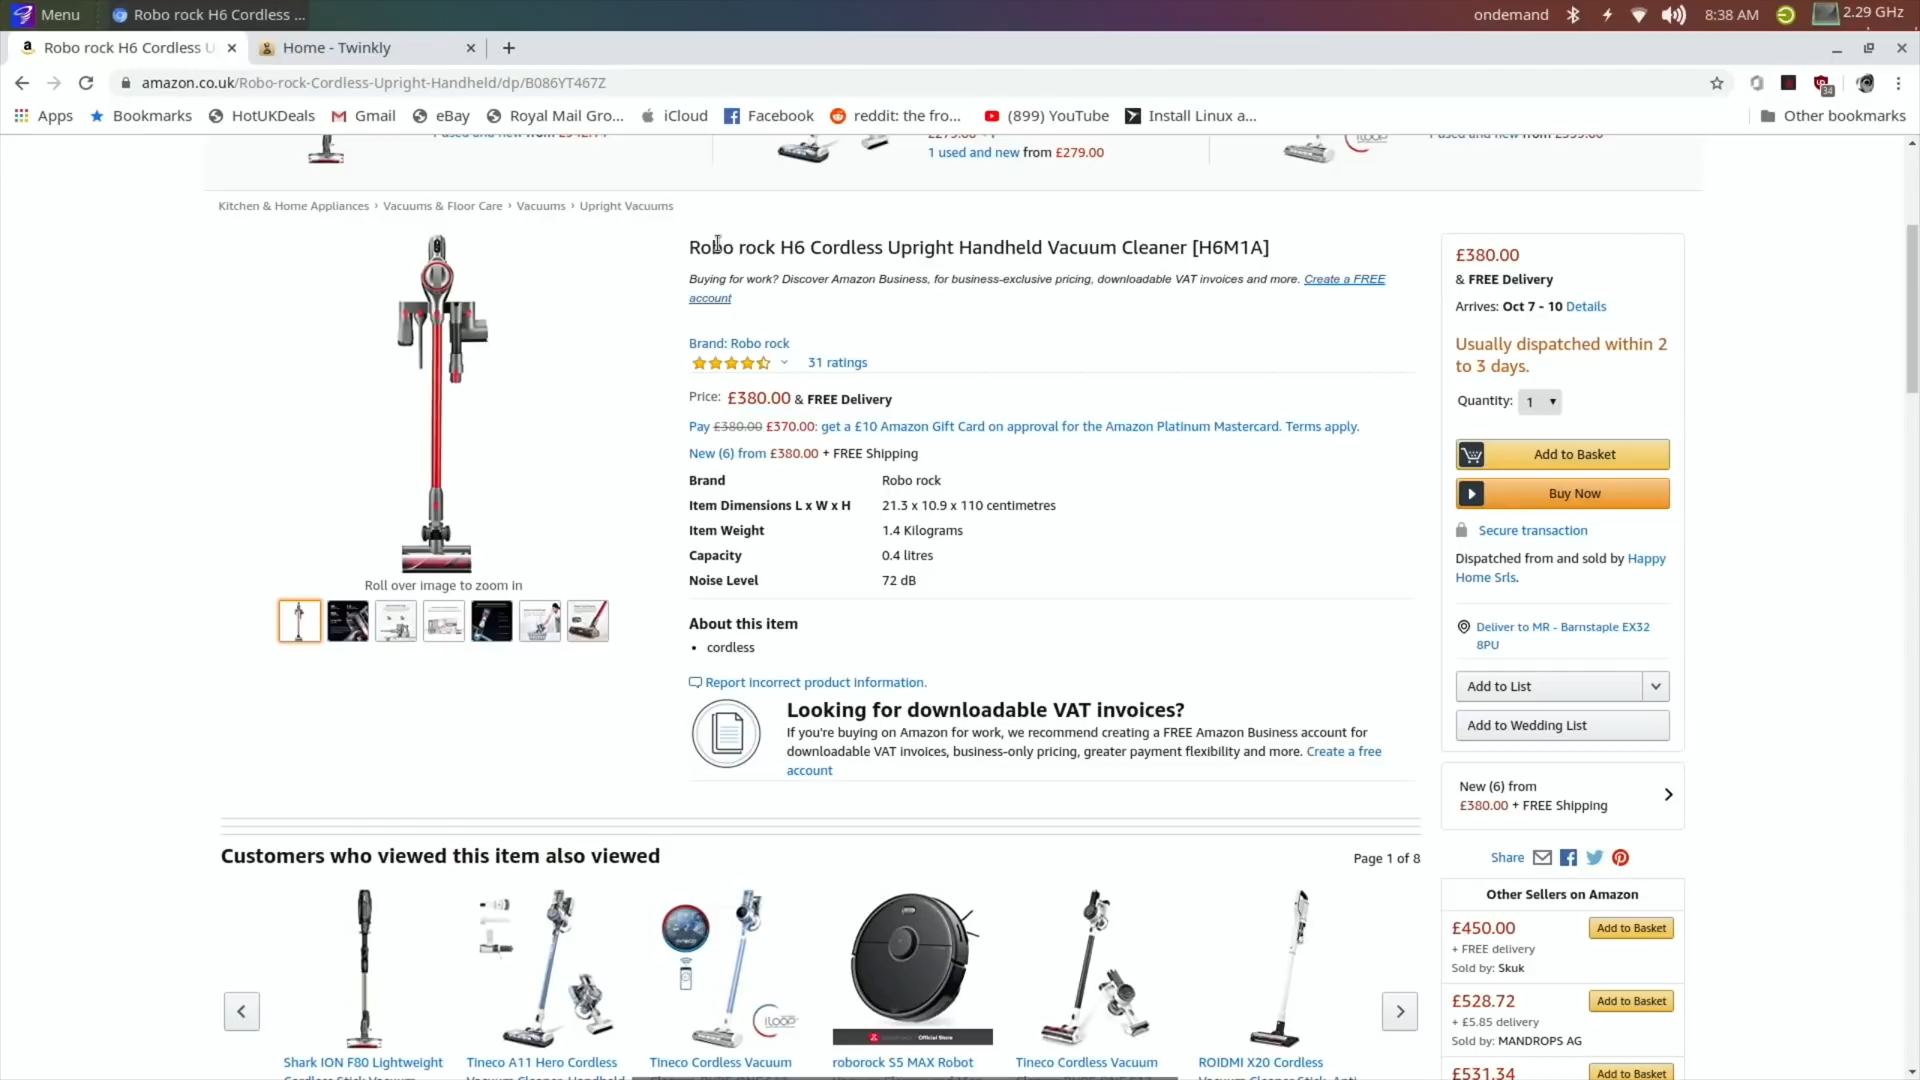 Menu
Robo rock H6 Cordless ...
ondemand
8:38 AM
2.29 GHz
Robo rock H6 Cordless U
Home - Twinkly
amazon.co.uk/Robo-rock-Cordless-Upright-Handheld/dp/B086YT467Z
34
Apps
Bookmarks
HotUKDeals
Gmail
eBay
Royal Mail Gro...
iCloud
Facebook
reddit: the fro...
(899) YouTube
Install Linux a...
Other bookmarks
1 used and new from £279.00
Kitchen & Home Appliances › Vacuums & Floor Care › Vacuums › Upright Vacuums
Robo rock H6 Cordless Upright Handheld Vacuum Cleaner [H6M1A]
Buying for work? Discover Amazon Business, for business-exclusive pricing, downloadable VAT invoices and more. Create a FREE
account
Brand: Robo rock
31 ratings
Price: £380.00 & FREE Delivery
Pay £380.00 £370.00: get a £10 Amazon Gift Card on approval for the Amazon Platinum Mastercard. Terms apply.
New (6) from £380.00 + FREE Shipping
Brand Robo rock
Item Dimensions L x W x H 21.3 x 10.9 x 110 centimetres
Item Weight 1.4 Kilograms
Capacity 0.4 litres
Noise Level 72 dB
Roll over image to zoom in
About this item
• cordless
Report incorrect product information.
Looking for downloadable VAT invoices?
If you're buying on Amazon for work, we recommend creating a FREE Amazon Business account for
downloadable VAT invoices, business-only pricing, greater payment flexibility and more. Create a free
account
£380.00
& FREE Delivery
Arrives: Oct 7 - 10 Details
Usually dispatched within 2
to 3 days.
Quantity: 1
Add to Basket
Buy Now
Secure transaction
Dispatched from and sold by Happy
Home Srls.
Deliver to MR - Barnstaple EX32
8PU
Add to List
Add to Wedding List
New (6) from
£380.00 + FREE Shipping
Share
Other Sellers on Amazon
£450.00
Add to Basket
+ FREE delivery
Sold by: Skuk
£528.72
Add to Basket
+ £5.85 delivery
Sold by: MANDROPS AG
£531.34
Add to Basket
Customers who viewed this item also viewed
Page 1 of 8
iLOOP
Official Store
Shark ION F80 Lightweight
Tineco A11 Hero Cordless
Tineco Cordless Vacuum
roborock S5 MAX Robot
Tineco Cordless Vacuum
ROIDMI X20 Cordless